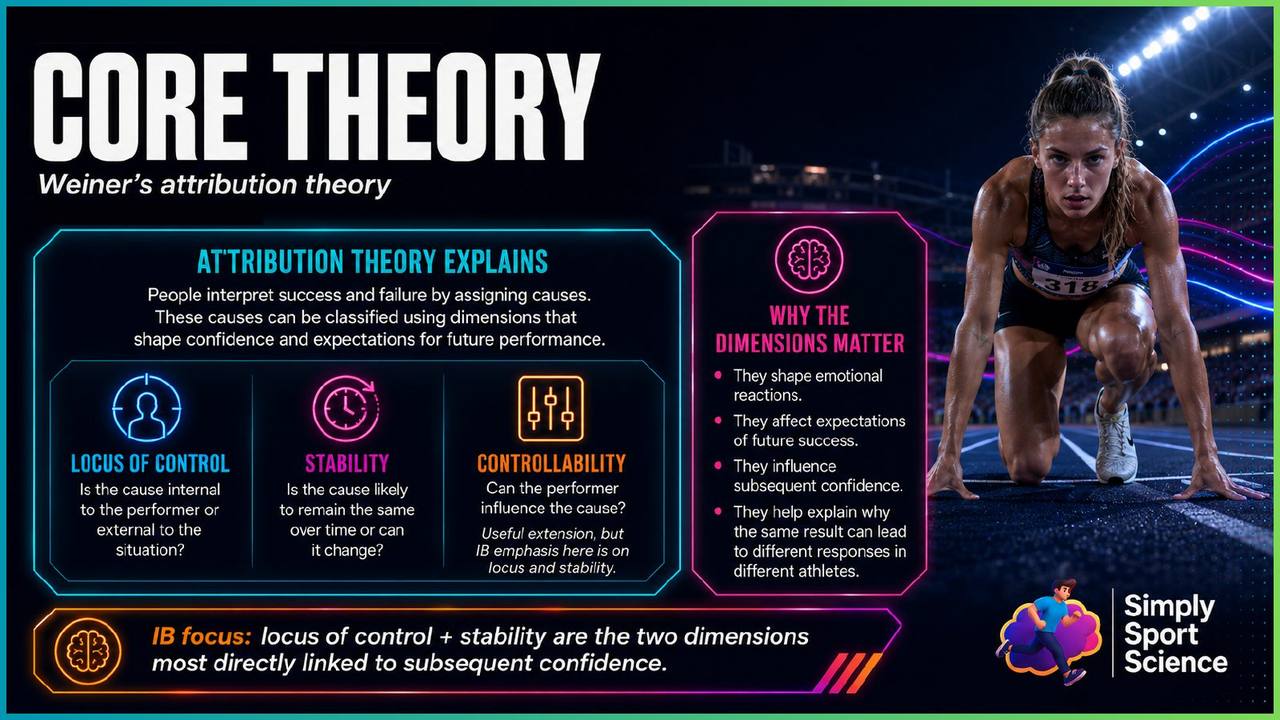 CORE THEORY
Weiner's attribution theory
ATTRIBUTION THEORY EXPLAINS
People interpret success and failure by assigning causes.
These causes can be classified using dimensions that
shape confidence and expectations for future performance.
LOCUS OF CONTROL
Is the cause internal
to the performer or
external to the
situation?
STABILITY
Is the cause likely
to remain the same
over time or can
it change?
CONTROLLABILITY
Can the performer
influence the cause?
Useful extension, but
IB emphasis here is on
locus and stability.
WHY THE
DIMENSIONS MATTER
• They shape emotional
reactions.
• They affect expectations
of future success.
• They influence
subsequent confidence.
• They help explain why
the same result can lead
to different responses in
different athletes.
318
IB focus: locus of control + stability are the two dimensions
most directly linked to subsequent confidence.
Simply
Sport
Science